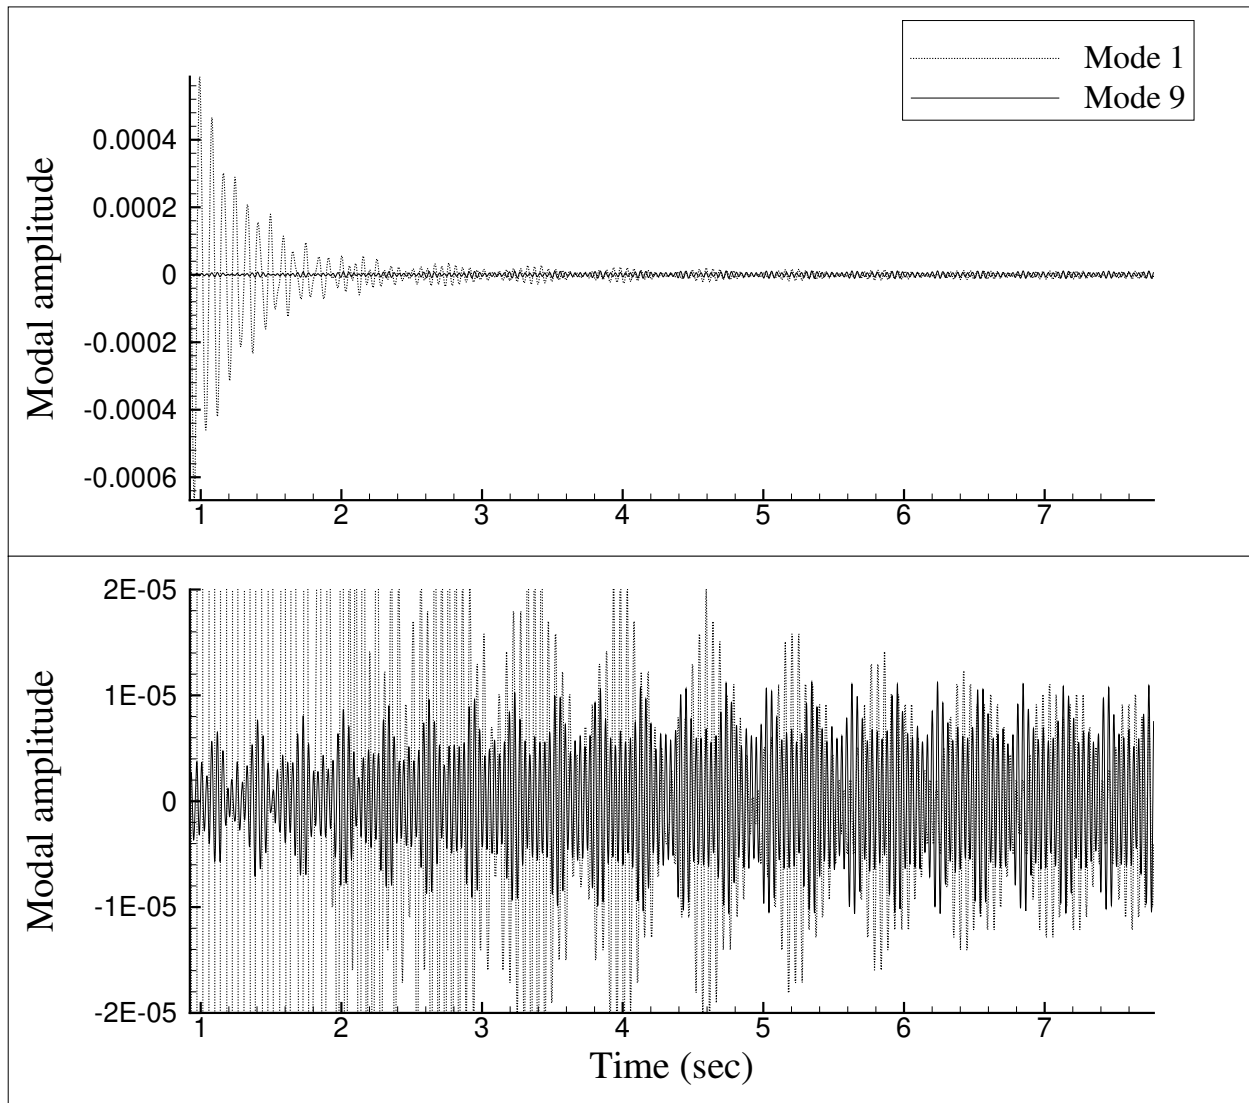 Mode 1
Mode 9
Modal amplitude
0.0004
0.0002
0
-0.0002
-0.0004
-0.0006
1 2 3 4 5 6 7
Modal amplitude
2E-05
1E-05
0
-1E-05
-2E-05
1 2 3 4 5 6 7
Time (sec)